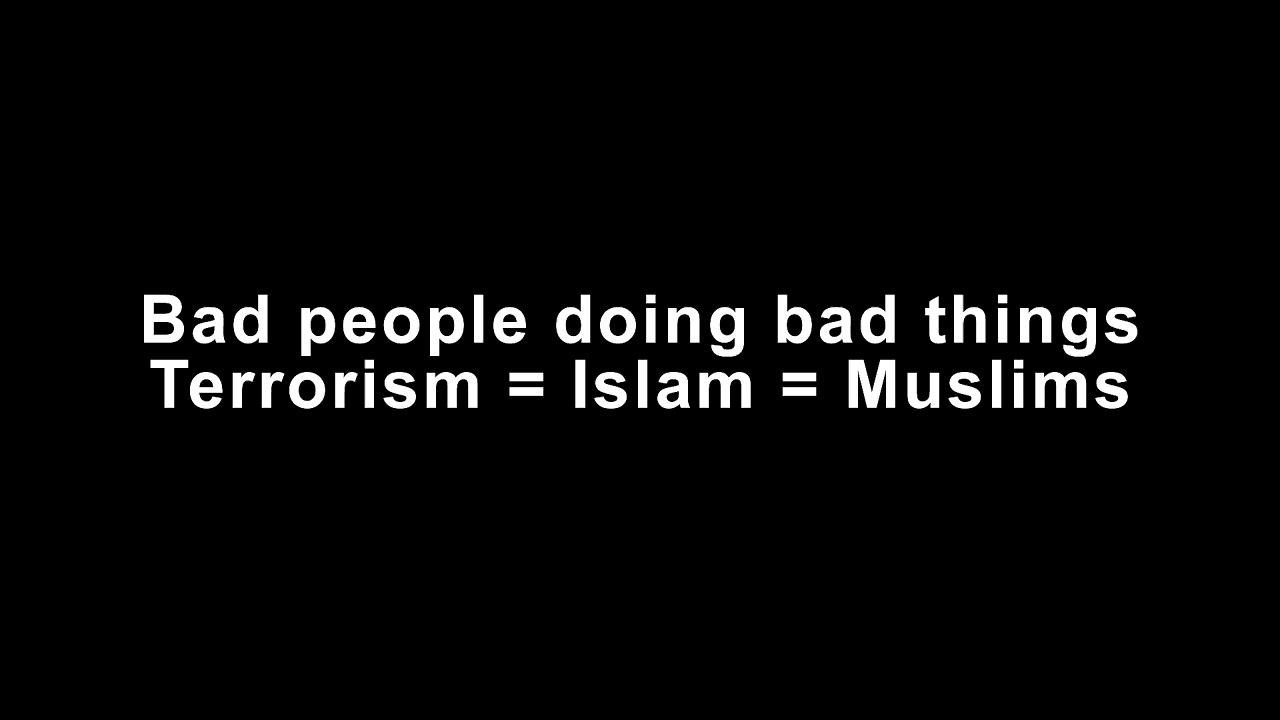 Bad people doing bad things
Terrorism = Islam = Muslims